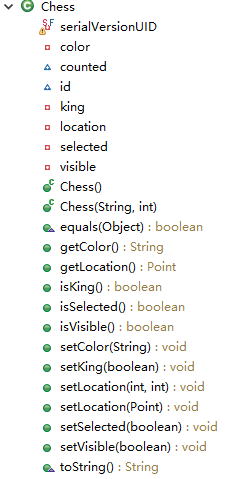 Chess
serialVersionUID
color
counted
id
king
location
selected
visible
Chess()
Chess(String, int)
equals(Object) : boolean
getColor() : String
getLocation() : Point
isKing() : boolean
isSelected() : boolean
isVisible() : boolean
setColor(String) : void
setKing(boolean) : void
setLocation(int, int) : void
setLocation(Point) : void
setSelected(boolean) : void
setVisible(boolean) : void
toString() : String